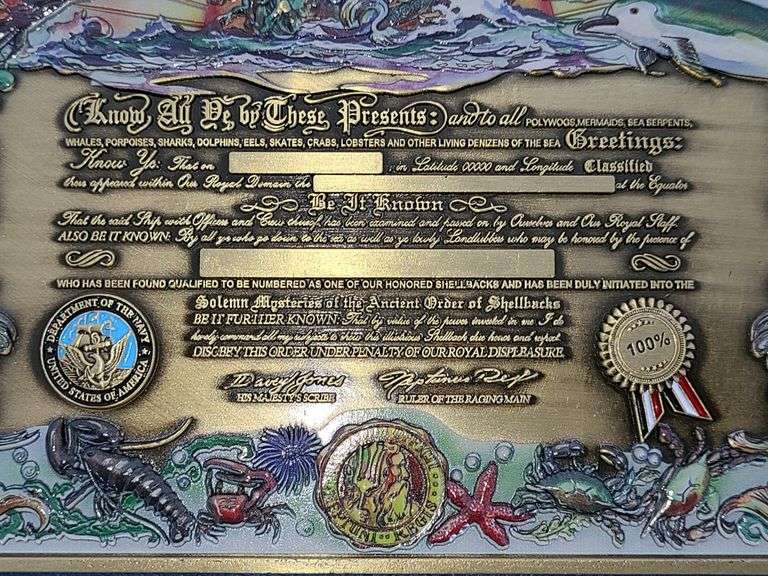 Know All Ye by These Presents: and to all POLYWOGS, MERMAIDS, SEA SERPENTS,
WHALES, PORPOISES, SHARKS, DOLPHINS, EELS, SKATES, CRABS, LOBSTERS AND OTHER LIVING DENIZENS OF THE SEA Greetings:
Know Ye: That on , in Latitude 00000 and Longitude Classified
there appeared within Our Royal Domain the at the Equator
Be It Known
That the said Ship with Officers and Crew thereof, has been examined and passed on by Ourselves and Our Royal Staff.
ALSO BE IT KNOWN: By all ye who go down to the sea as well as ye lowly Landlubbers who may be honored by the presence of
WHO HAS BEEN FOUND QUALIFIED TO BE NUMBERED AS ONE OF OUR HONORED SHELLBACKS AND HAS BEEN DULY INITIATED INTO THE
Solemn Mysteries of the Ancient Order of Shellbacks
BE IT FURTHER KNOWN: That by virtue of the power invested in me I do
hereby command all my subjects to show this illustrious Shellback due honor and respect.
DISOBEY THIS ORDER UNDER PENALTY OF OUR ROYAL DISPLEASURE
DEPARTMENT OF THE NAVY
UNITED STATES OF AMERICA
100%
Davey Jones
HIS MAJESTY'S SCRIBE
Neptunus Rex
RULER OF THE RAGING MAIN